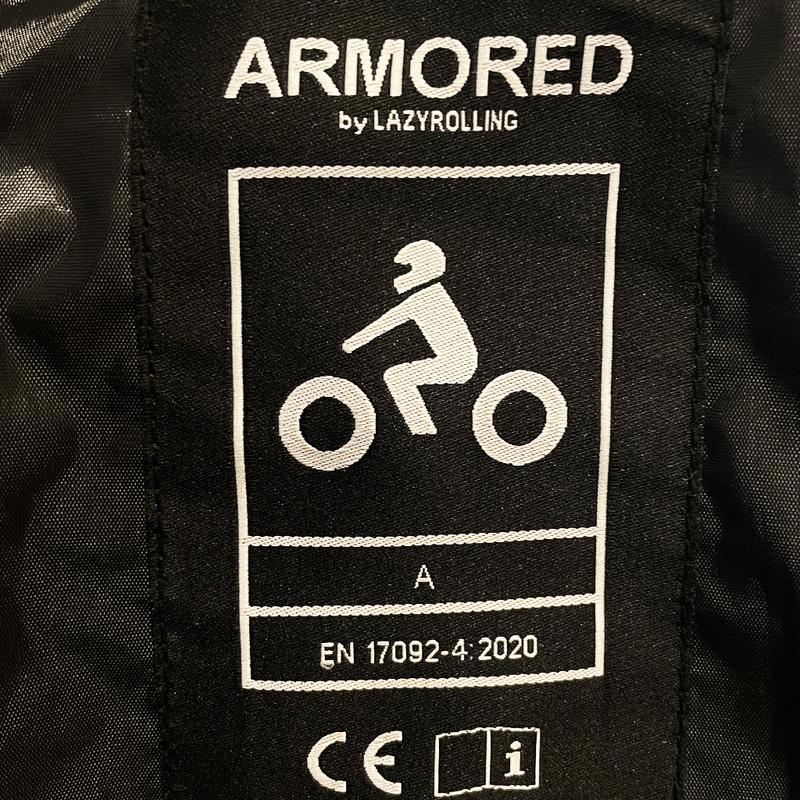 ARMORED
by LAZYROLLING
A
EN 17092-4:2020
CE i